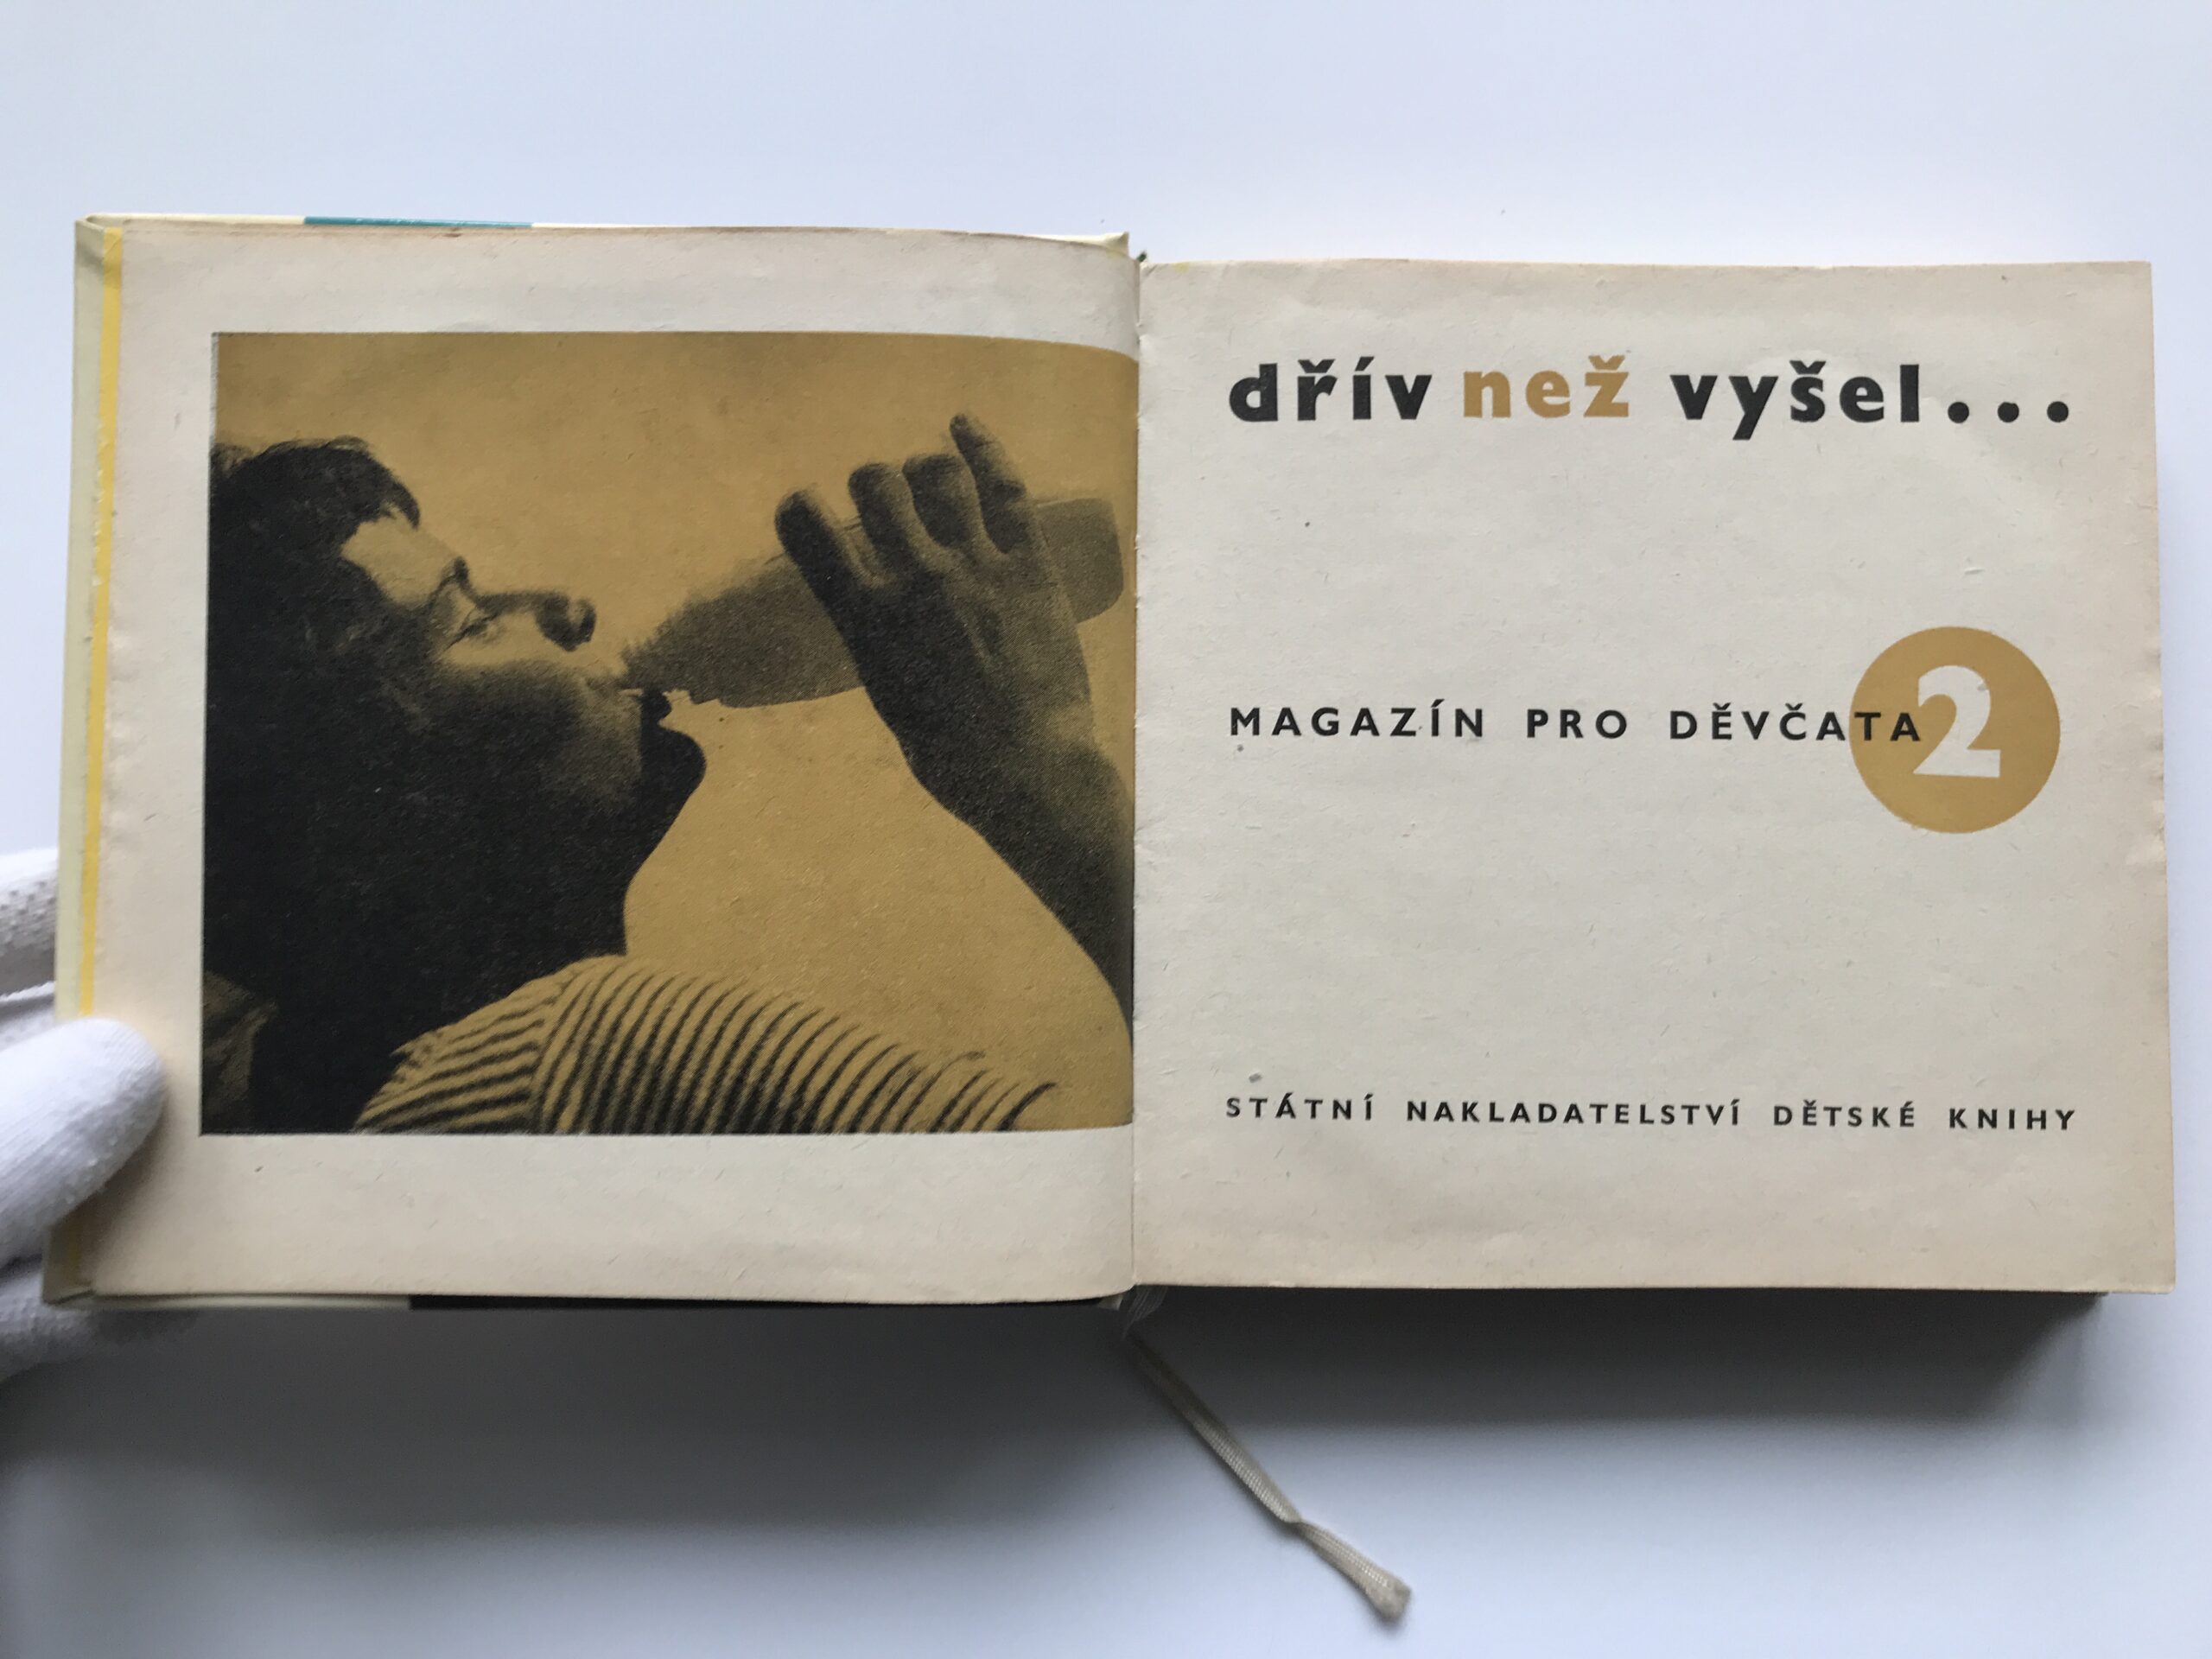 dřív než vyšel...
MAGAZÍN PRO DĚVČATA 2
STÁTNÍ NAKLADATELSTVÍ DĚTSKÉ KNIHY